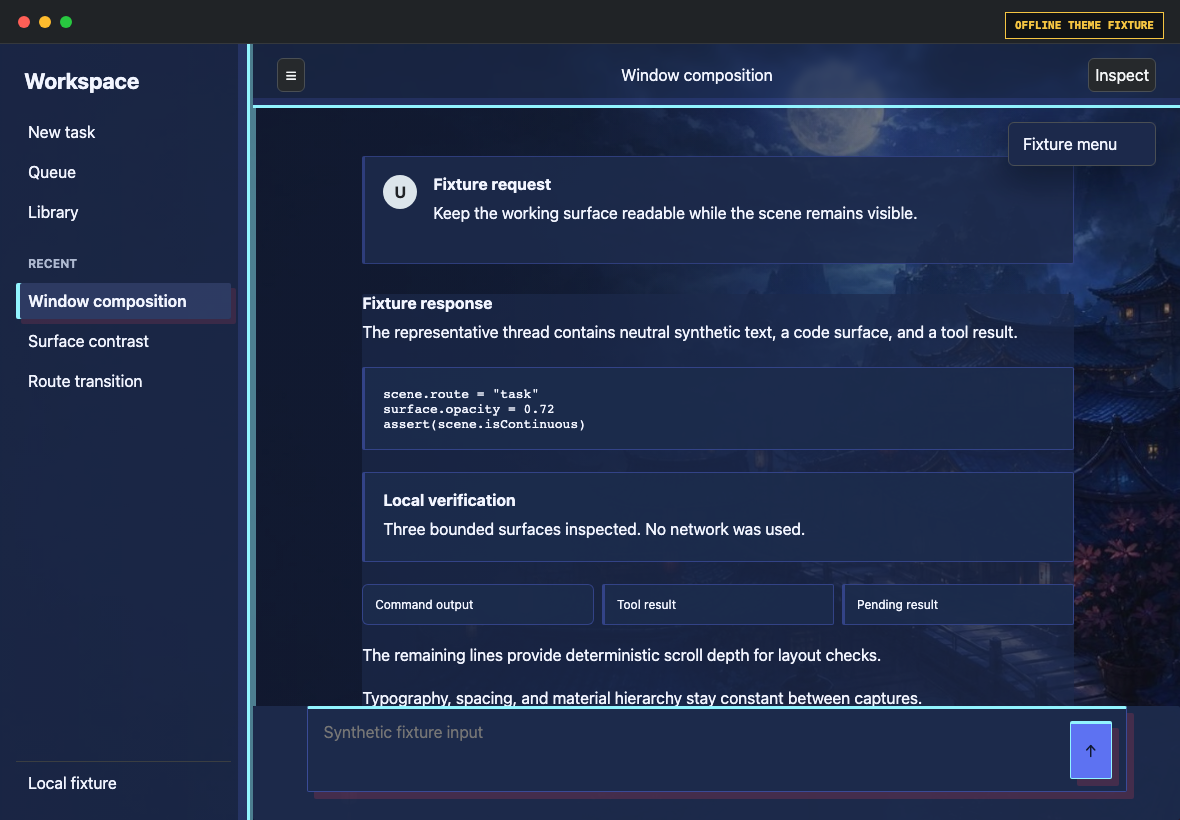 OFFLINE THEME FIXTURE
Workspace
New task
Queue
Library
RECENT
Window composition
Surface contrast
Route transition
Local fixture
Window composition
Inspect
Fixture menu
U
Fixture request
Keep the working surface readable while the scene remains visible.
Fixture response
The representative thread contains neutral synthetic text, a code surface, and a tool result.
scene.route = "task"
surface.opacity = 0.72
assert(scene.isContinuous)
Local verification
Three bounded surfaces inspected. No network was used.
Command output
Tool result
Pending result
The remaining lines provide deterministic scroll depth for layout checks.
Typography, spacing, and material hierarchy stay constant between captures.
Synthetic fixture input